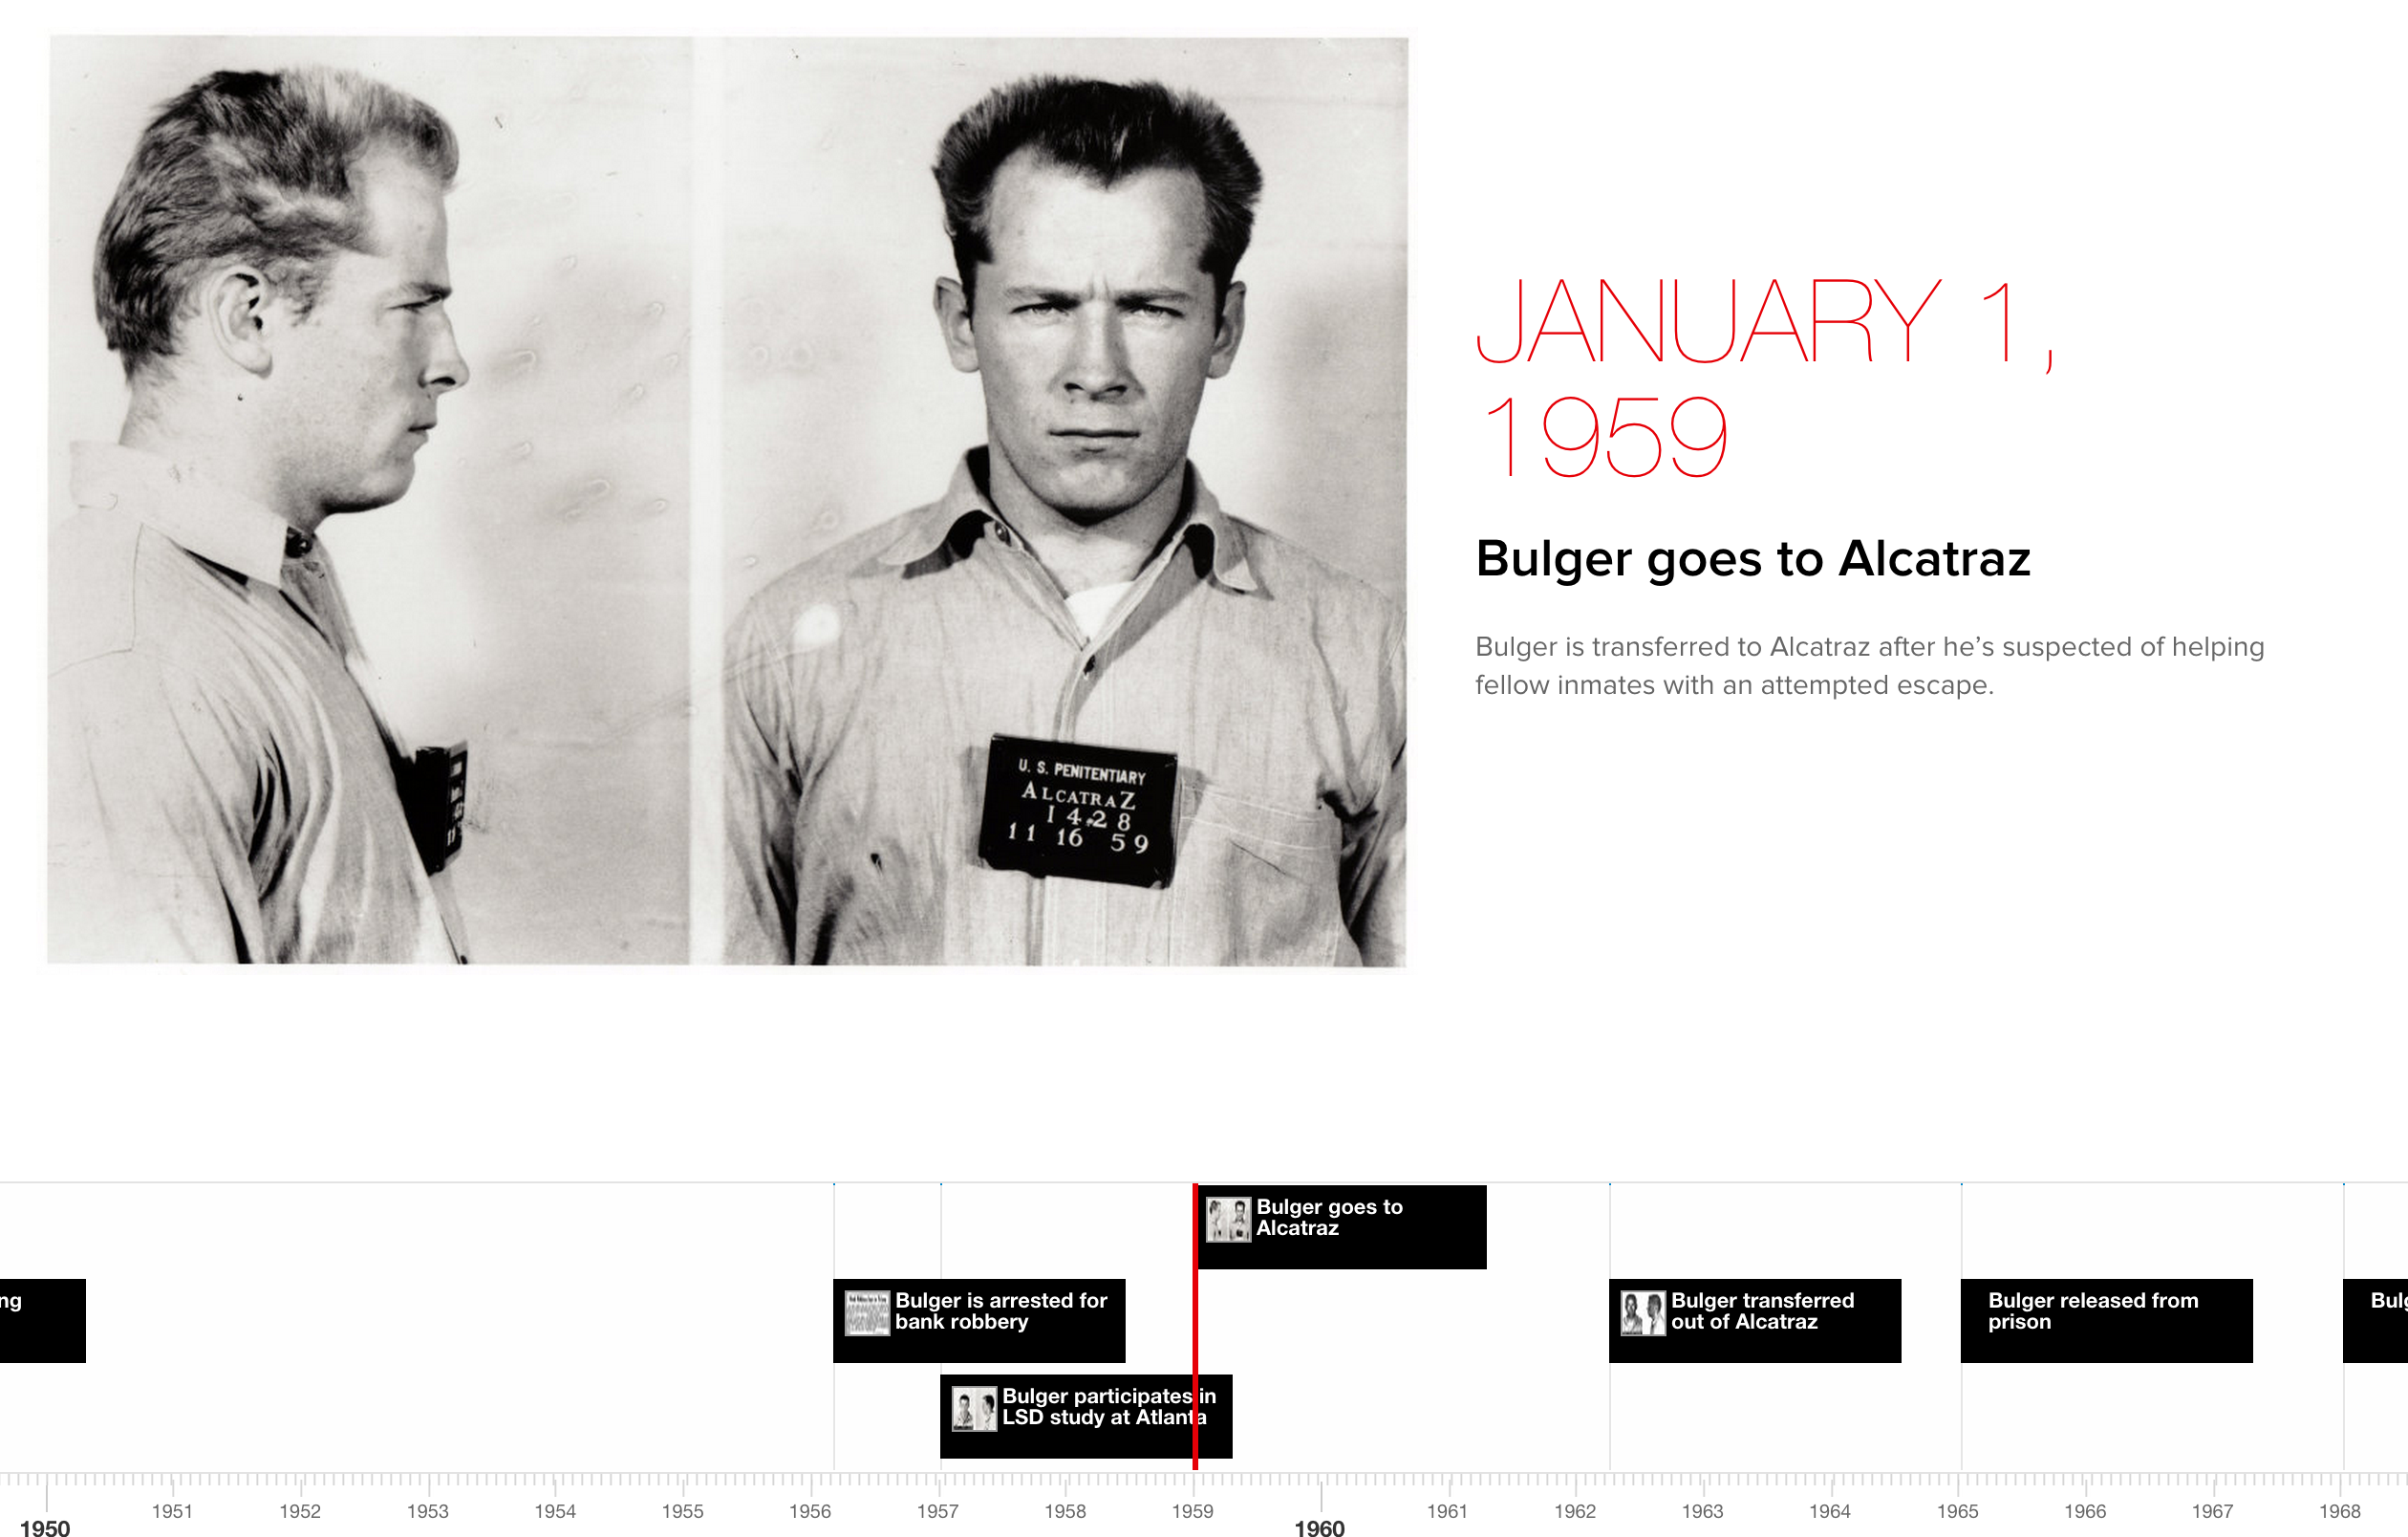 JANUARY 1,
1959
Bulger goes to Alcatraz
Bulger is transferred to Alcatraz after he’s suspected of helping
fellow inmates with an attempted escape.
U. S. PENITENTIARY
ALCATRAZ
1428
11 16 59
Bulger goes to
Alcatraz
ng
Bulger is arrested for
bank robbery
Bulger transferred
out of Alcatraz
Bulger released from
prison
Bulg
Bulger participates in
LSD study at Atlanta
1950 1951 1952 1953 1954 1955 1956 1957 1958 1959 1960 1961 1962 1963 1964 1965 1966 1967 1968